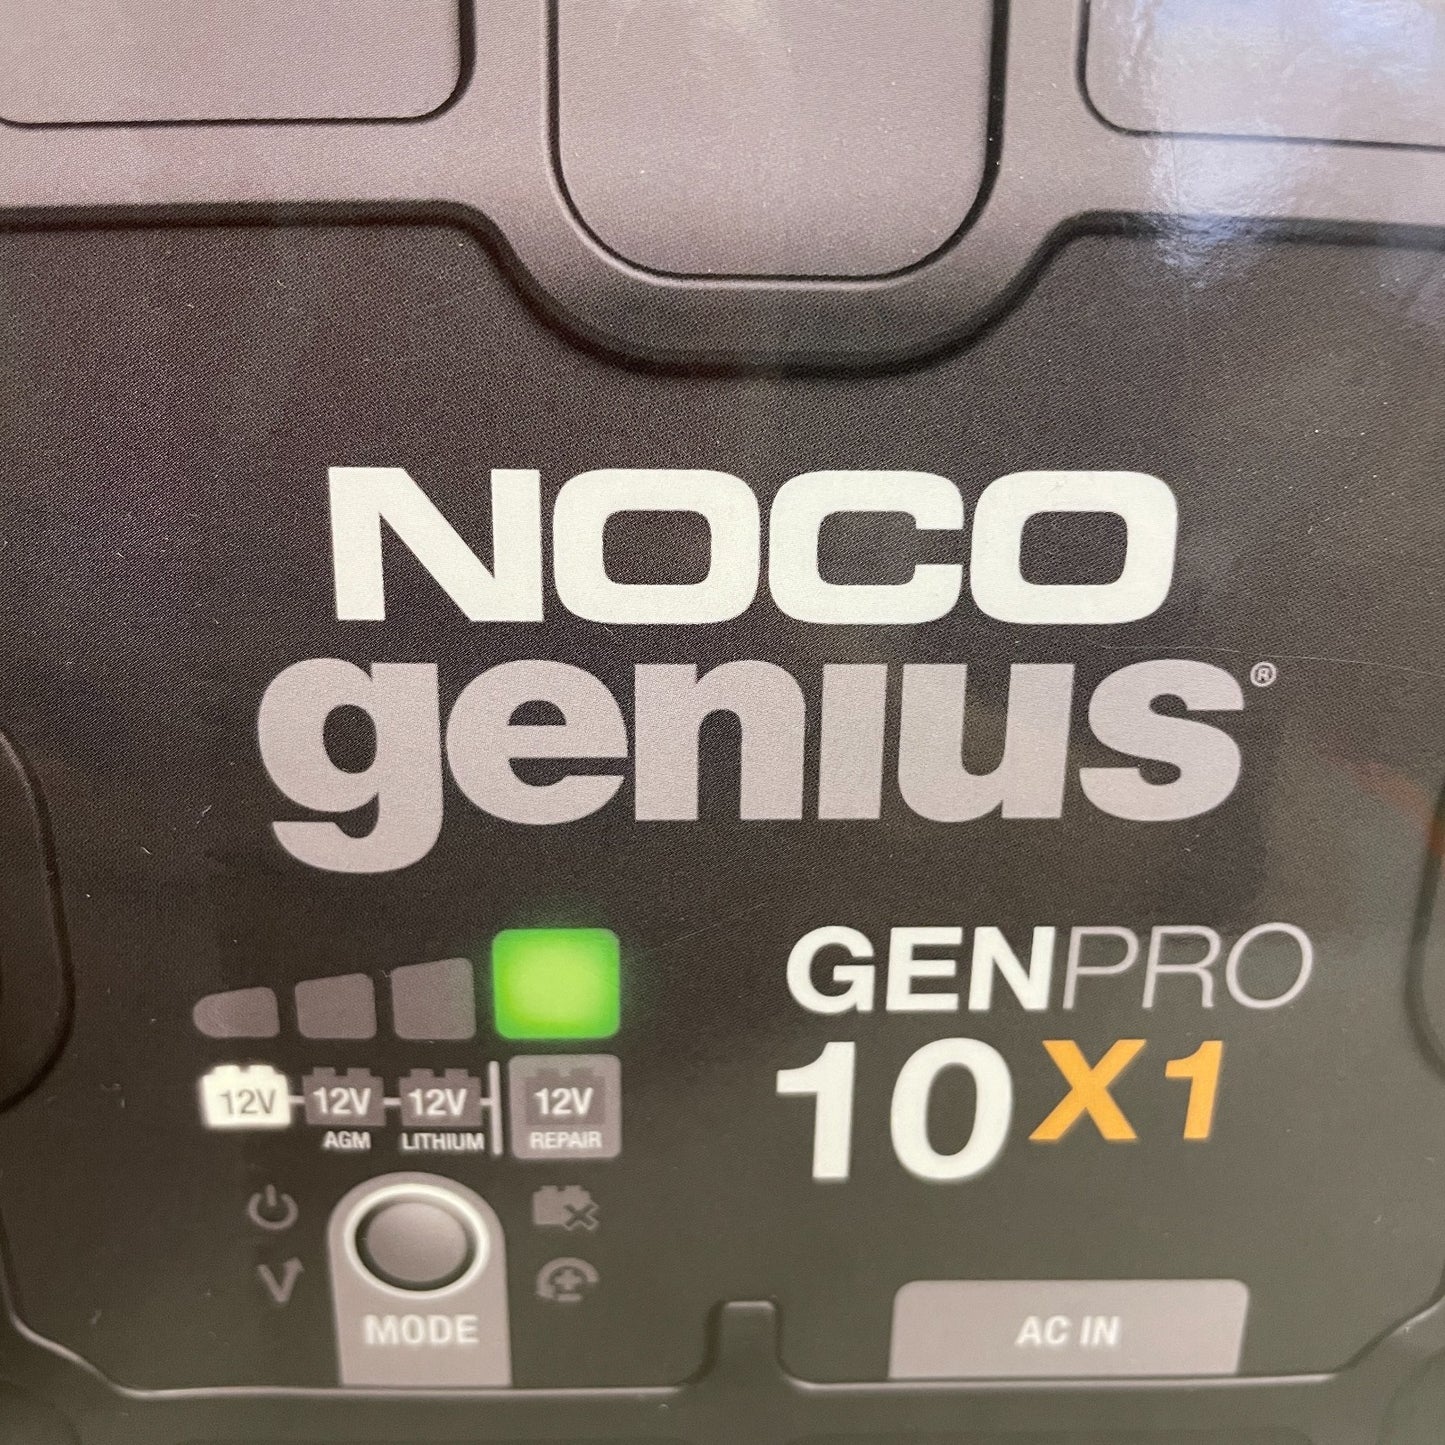 NOCO
genius®
GENPRO
10X1
12V 12V 12V 12V
AGM LITHIUM REPAIR
MODE
AC IN